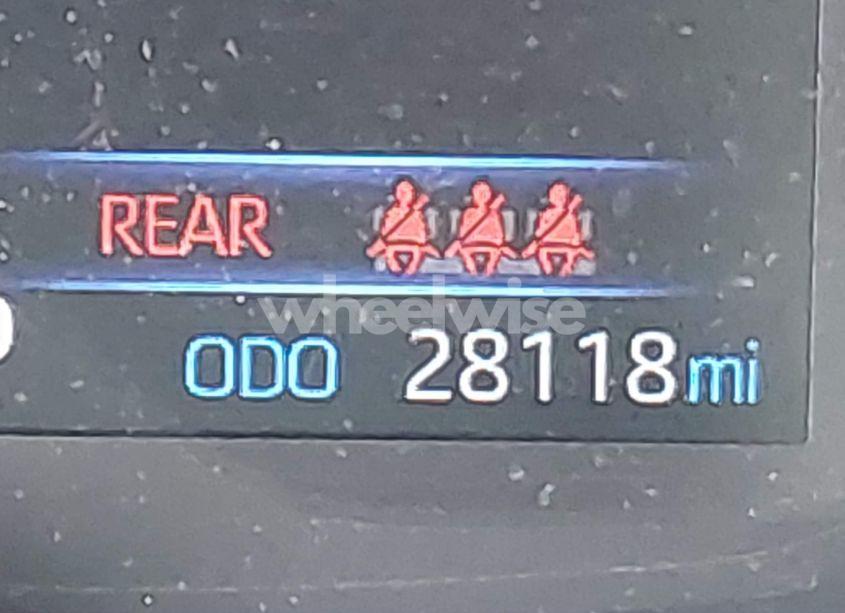 REAR
wheelwise
ODO 28118mi